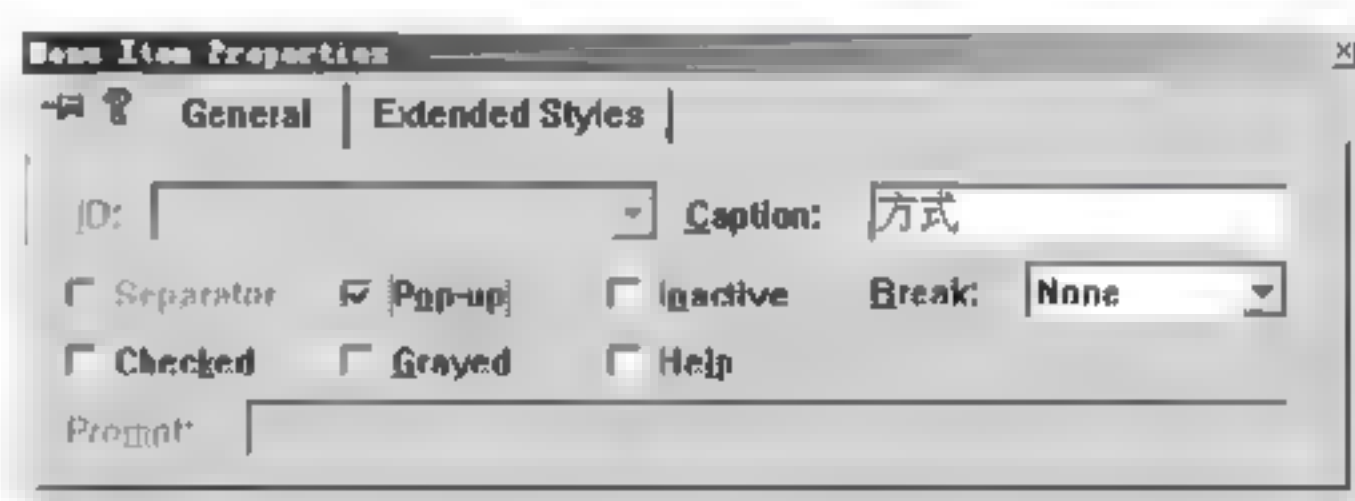 Menu Item Properties
General Extended Styles
ID: Caption: 方式
Separator Pop-up Inactive Break: None
Checked Grayed Help
Prompt: